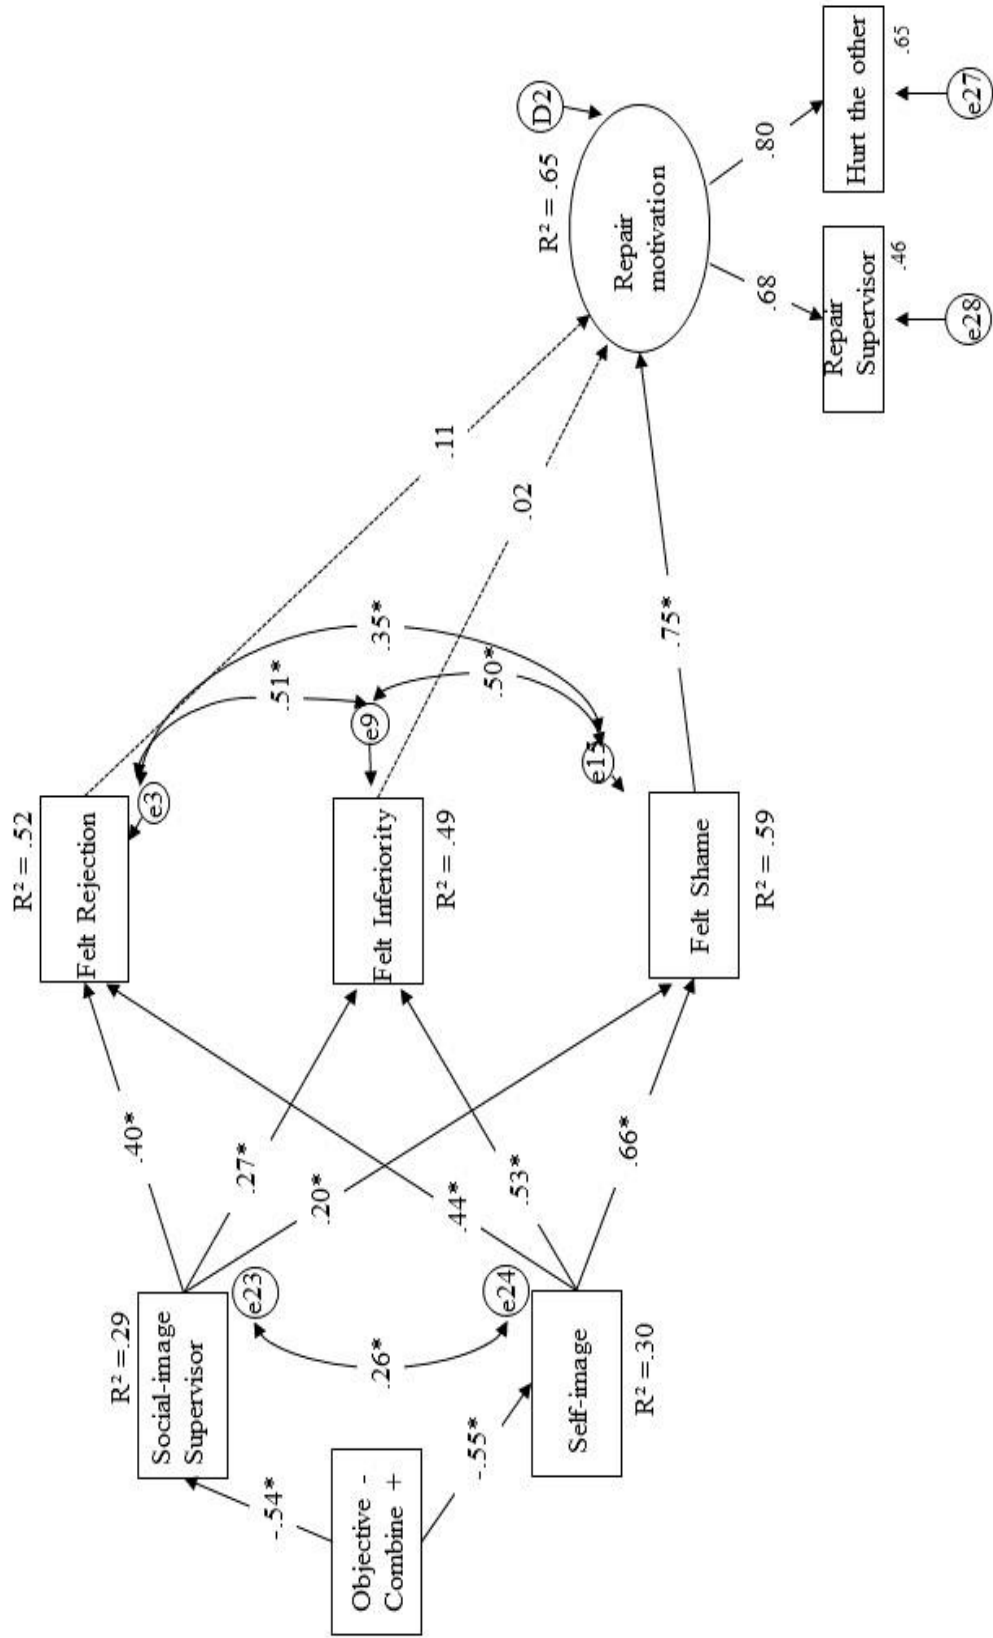 Objective -
Combine +
-.54*
-.55*
R² =.29
Social-image
Supervisor
e23
.26*
e24
Self-image
R² =.30
.40*
.27*
.20*
.44*
.53*
.66*
R² = .52
Felt Rejection
e3
Felt Inferiority
R² = .49
e9
Felt Shame
R² = .59
e15
.51*
.35*
.50*
.11
.02
.75*
D2
R² = .65
Repair
motivation
.68
.80
Repair
Supervisor
.46
e28
Hurt the other
.65
e27